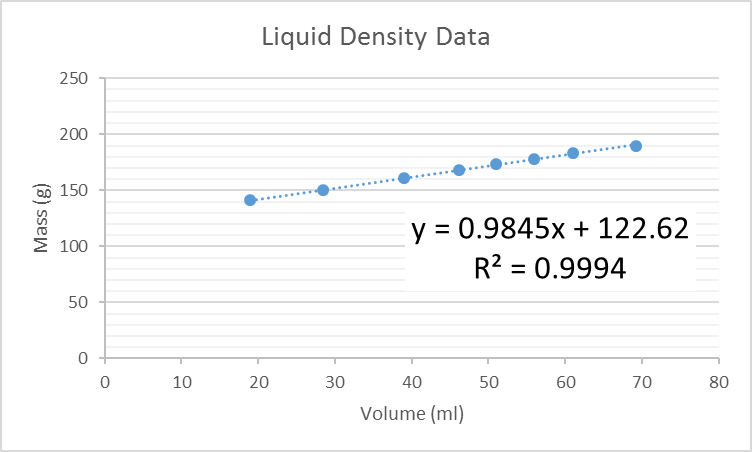 Liquid Density Data
250
200
150
100
50
0
Mass (g)
y = 0.9845x + 122.62
R² = 0.9994
0 10 20 30 40 50 60 70 80
Volume (ml)